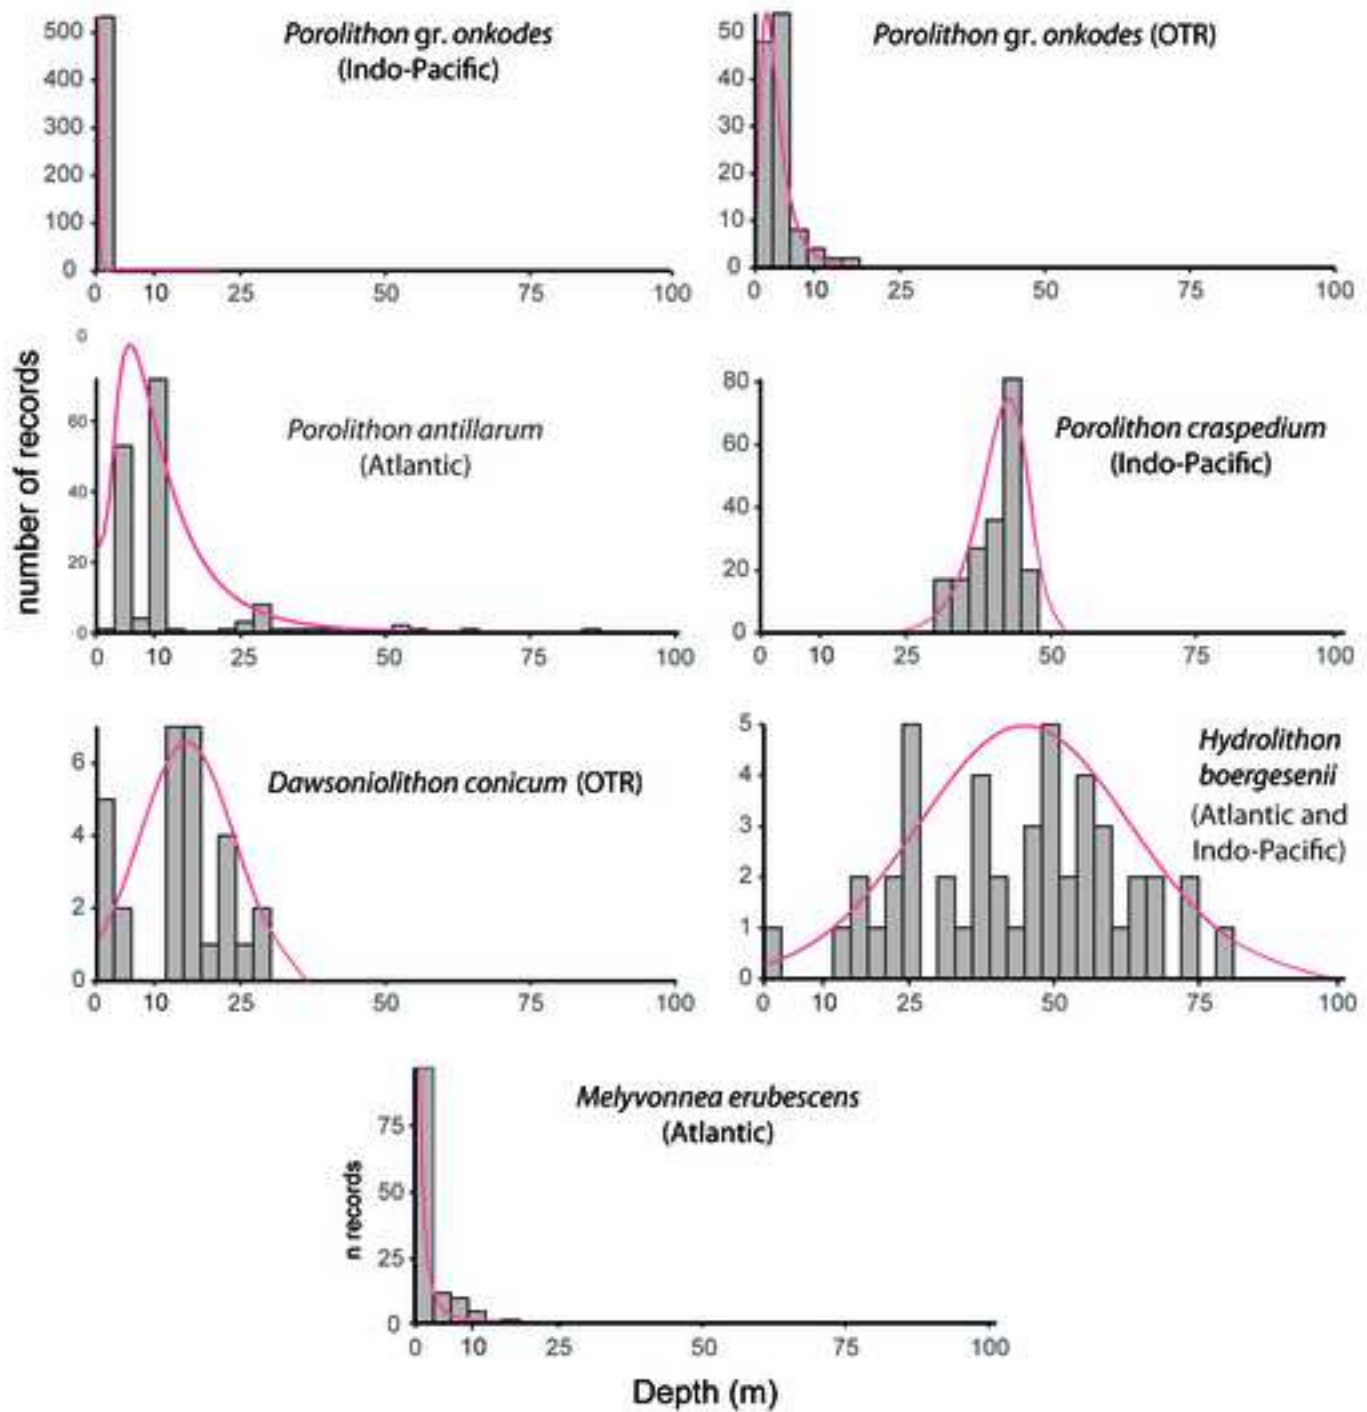 Porolithon gr. onkodes
(Indo-Pacific)
500
400
300
200
100
0
0 10 25 50 75 100
Porolithon gr. onkodes (OTR)
50
40
30
20
10
0
0 10 25 50 75 100
number of records
0
Porolithon antillarum
(Atlantic)
60
40
20
0
0 10 25 50 75 100
Porolithon craspedium
(Indo-Pacific)
80
60
40
20
0
0 10 25 50 75 100
Dawsoniolithon conicum (OTR)
6
4
2
0
0 10 25 50 75 100
Hydrolithon
boergesenii
(Atlantic and
Indo-Pacific)
5
4
3
2
1
0
0 10 25 50 75 100
Melyvonnea erubescens
(Atlantic)
n records
75
50
25
0
0 10 25 50 75 100
Depth (m)